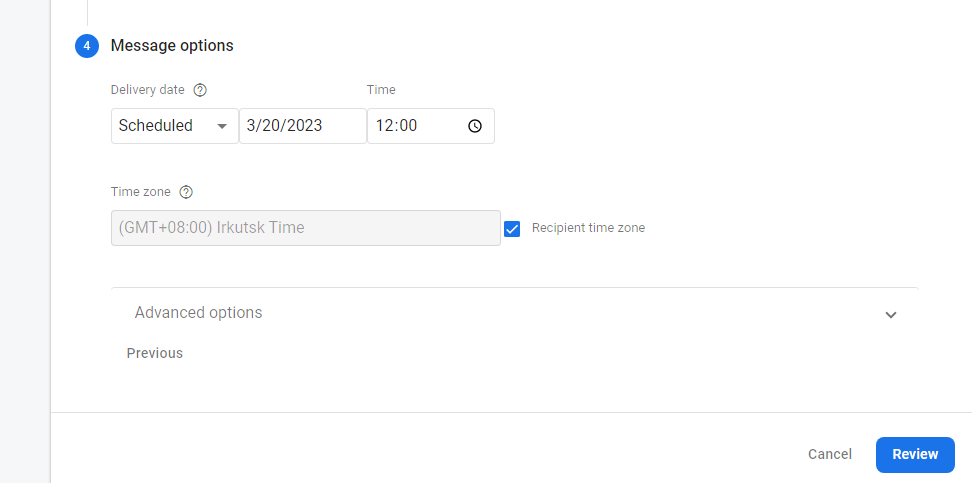 4 Message options
Delivery date ? Time
Scheduled 3/20/2023 12:00
Time zone ?
(GMT+08:00) Irkutsk Time Recipient time zone
Advanced options
Previous
Cancel Review